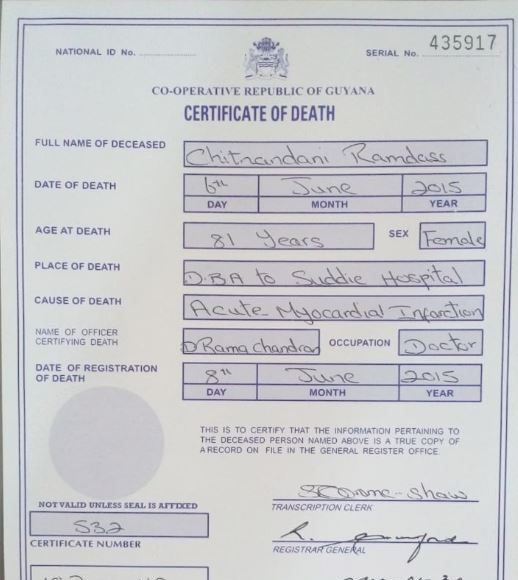 NATIONAL ID No. ..................
SERIAL No. 435917
CO-OPERATIVE REPUBLIC OF GUYANA
CERTIFICATE OF DEATH
FULL NAME OF DECEASED Chitnandani Ramdass
DATE OF DEATH 6th June 2015
DAY MONTH YEAR
AGE AT DEATH 81 Years SEX Female
PLACE OF DEATH D.B.A to Suddie Hospital
CAUSE OF DEATH Acute Myocardial Infarction
NAME OF OFFICER
CERTIFYING DEATH D Rama chandran OCCUPATION Doctor
DATE OF REGISTRATION
OF DEATH 8th June 2015
DAY MONTH YEAR
THIS IS TO CERTIFY THAT THE INFORMATION PERTAINING TO
THE DECEASED PERSON NAMED ABOVE IS A TRUE COPY OF
A RECORD ON FILE IN THE GENERAL REGISTER OFFICE.
NOT VALID UNLESS SEAL IS AFFIXED
TRANSCRIPTION CLERK
532
CERTIFICATE NUMBER
REGISTRAR GENERAL